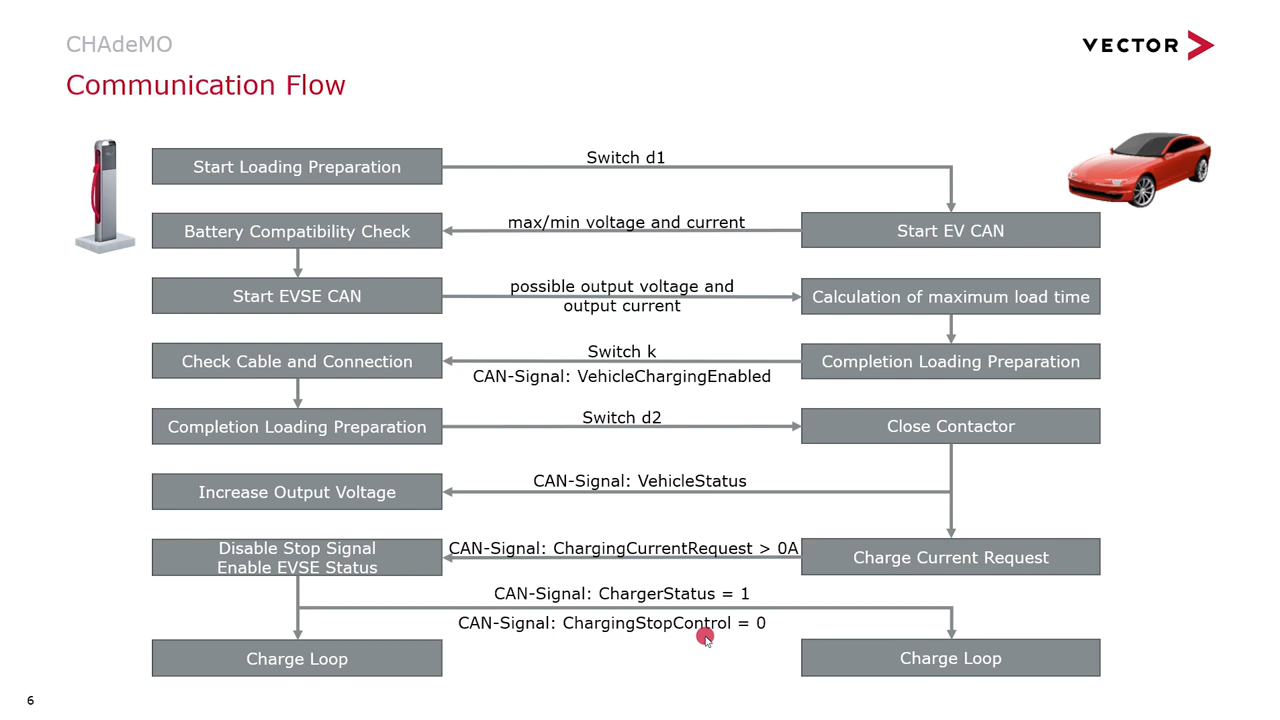 CHAdeMO
VECTOR
Communication Flow
Start Loading Preparation
Switch d1
Battery Compatibility Check
max/min voltage and current
Start EV CAN
Start EVSE CAN
possible output voltage and
output current
Calculation of maximum load time
Check Cable and Connection
Switch k
CAN-Signal: VehicleChargingEnabled
Completion Loading Preparation
Completion Loading Preparation
Switch d2
Close Contactor
Increase Output Voltage
CAN-Signal: VehicleStatus
Disable Stop Signal
Enable EVSE Status
CAN-Signal: ChargingCurrentRequest > 0A
Charge Current Request
CAN-Signal: ChargerStatus = 1
CAN-Signal: ChargingStopControl = 0
Charge Loop
Charge Loop
6